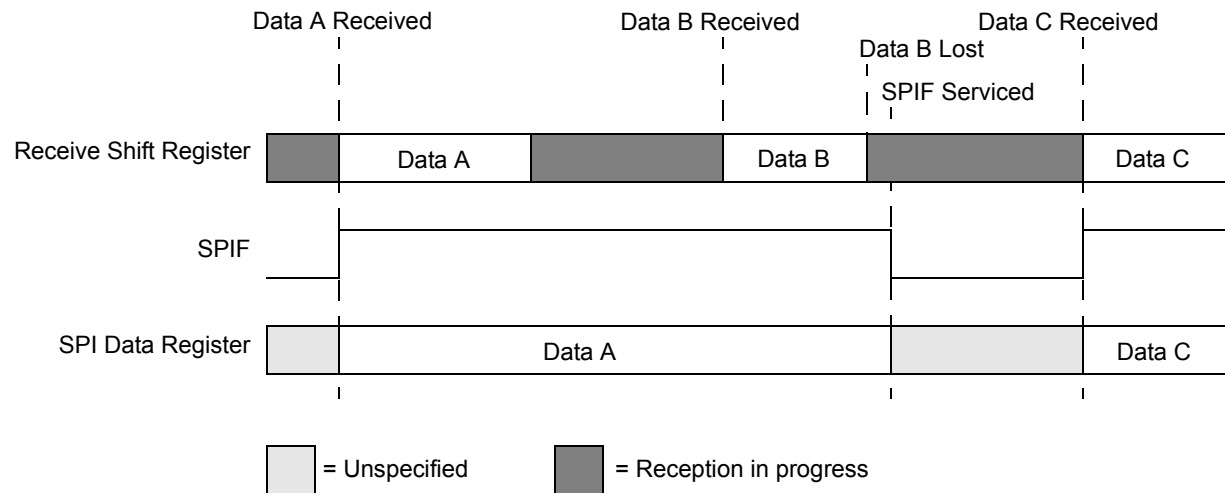 Data A Received
Data B Received
Data C Received
Data B Lost
SPIF Serviced
Receive Shift Register
Data A
Data B
Data C
SPIF
SPI Data Register
Data A
Data C
= Unspecified
= Reception in progress